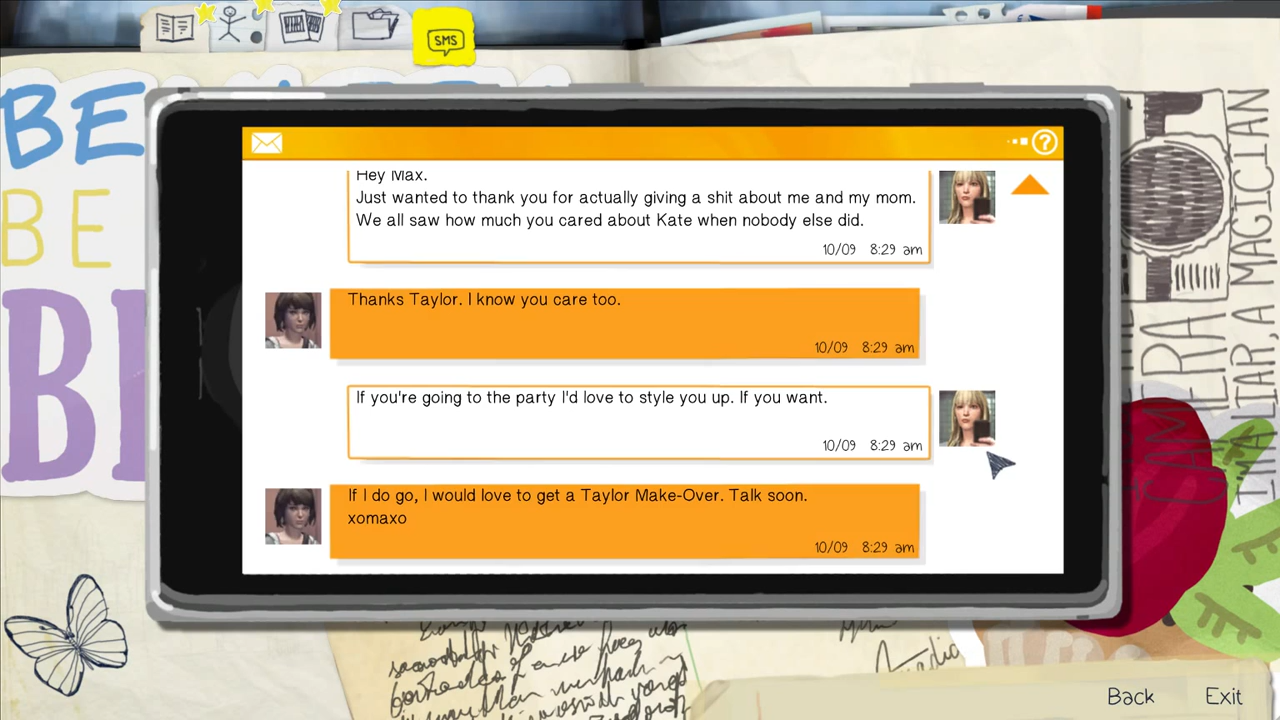 SMS
Hey Max.
Just wanted to thank you for actually giving a shit about me and my mom.
We all saw how much you cared about Kate when nobody else did.
10/09 8:29 am
Thanks Taylor. I know you care too.
10/09 8:29 am
If you're going to the party I'd love to style you up. If you want.
10/09 8:29 am
If I do go, I would love to get a Taylor Make-Over. Talk soon.
xomaxo
10/09 8:29 am
BE
BE
A MAGICIAN
Back Exit